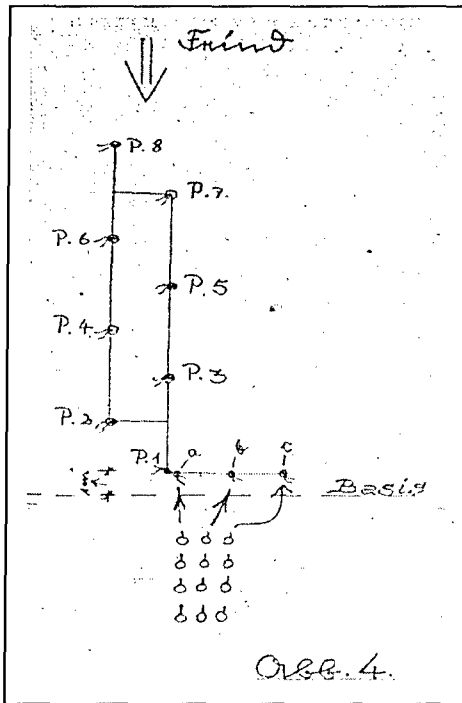 Feind
P. 8
P. 7.
P. 6
P. 5
P. 4
P. 3
P. 2
P. 1 a b c
Basis
Abb. 4.